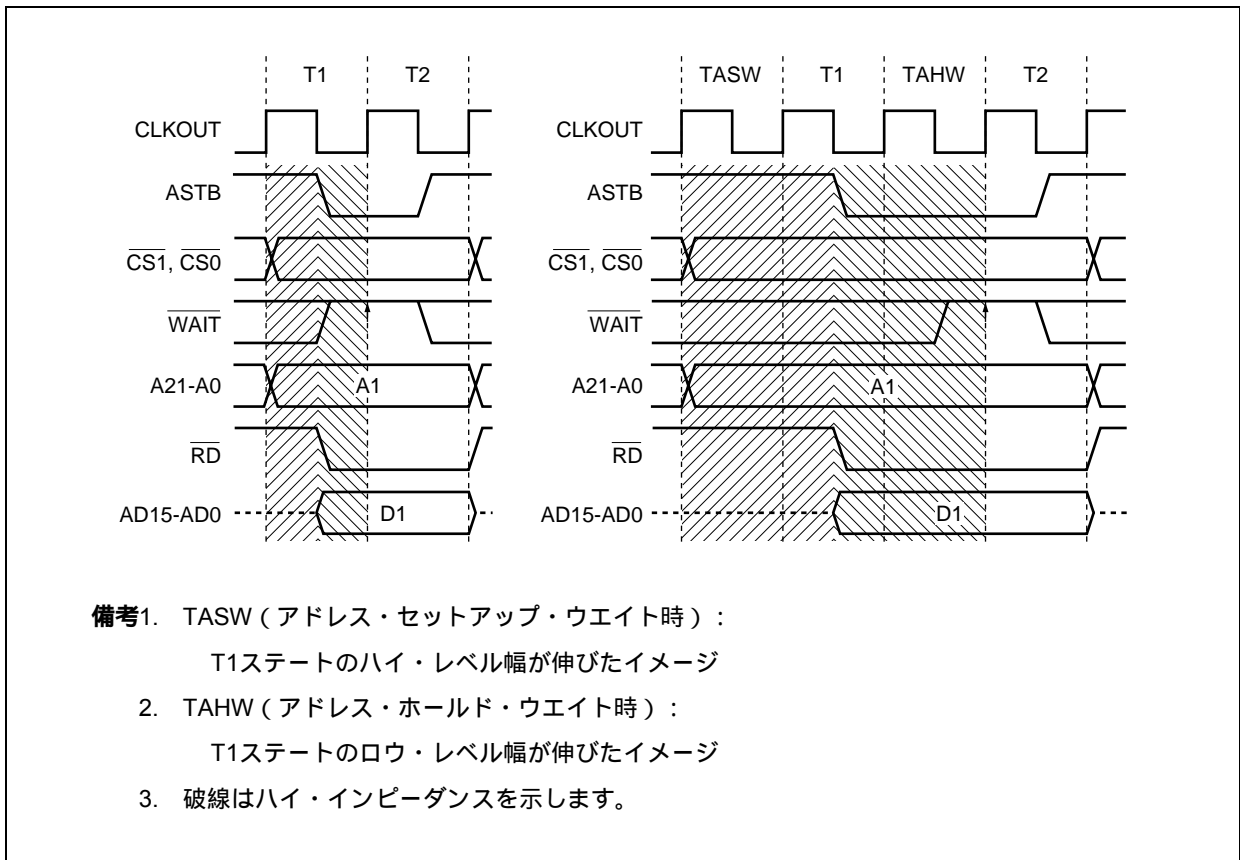 T1 T2
CLKOUT
ASTB
CS1, CS0
WAIT
A21-A0 A1
RD
AD15-AD0 D1
TASW T1 TAHW T2
CLKOUT
ASTB
CS1, CS0
WAIT
A21-A0 A1
RD
AD15-AD0 D1
備考1. TASW(アドレス・セットアップ・ウエイト時):
T1ステートのハイ・レベル幅が伸びたイメージ
2. TAHW(アドレス・ホールド・ウエイト時):
T1ステートのロウ・レベル幅が伸びたイメージ
3. 破線はハイ・インピーダンスを示します。